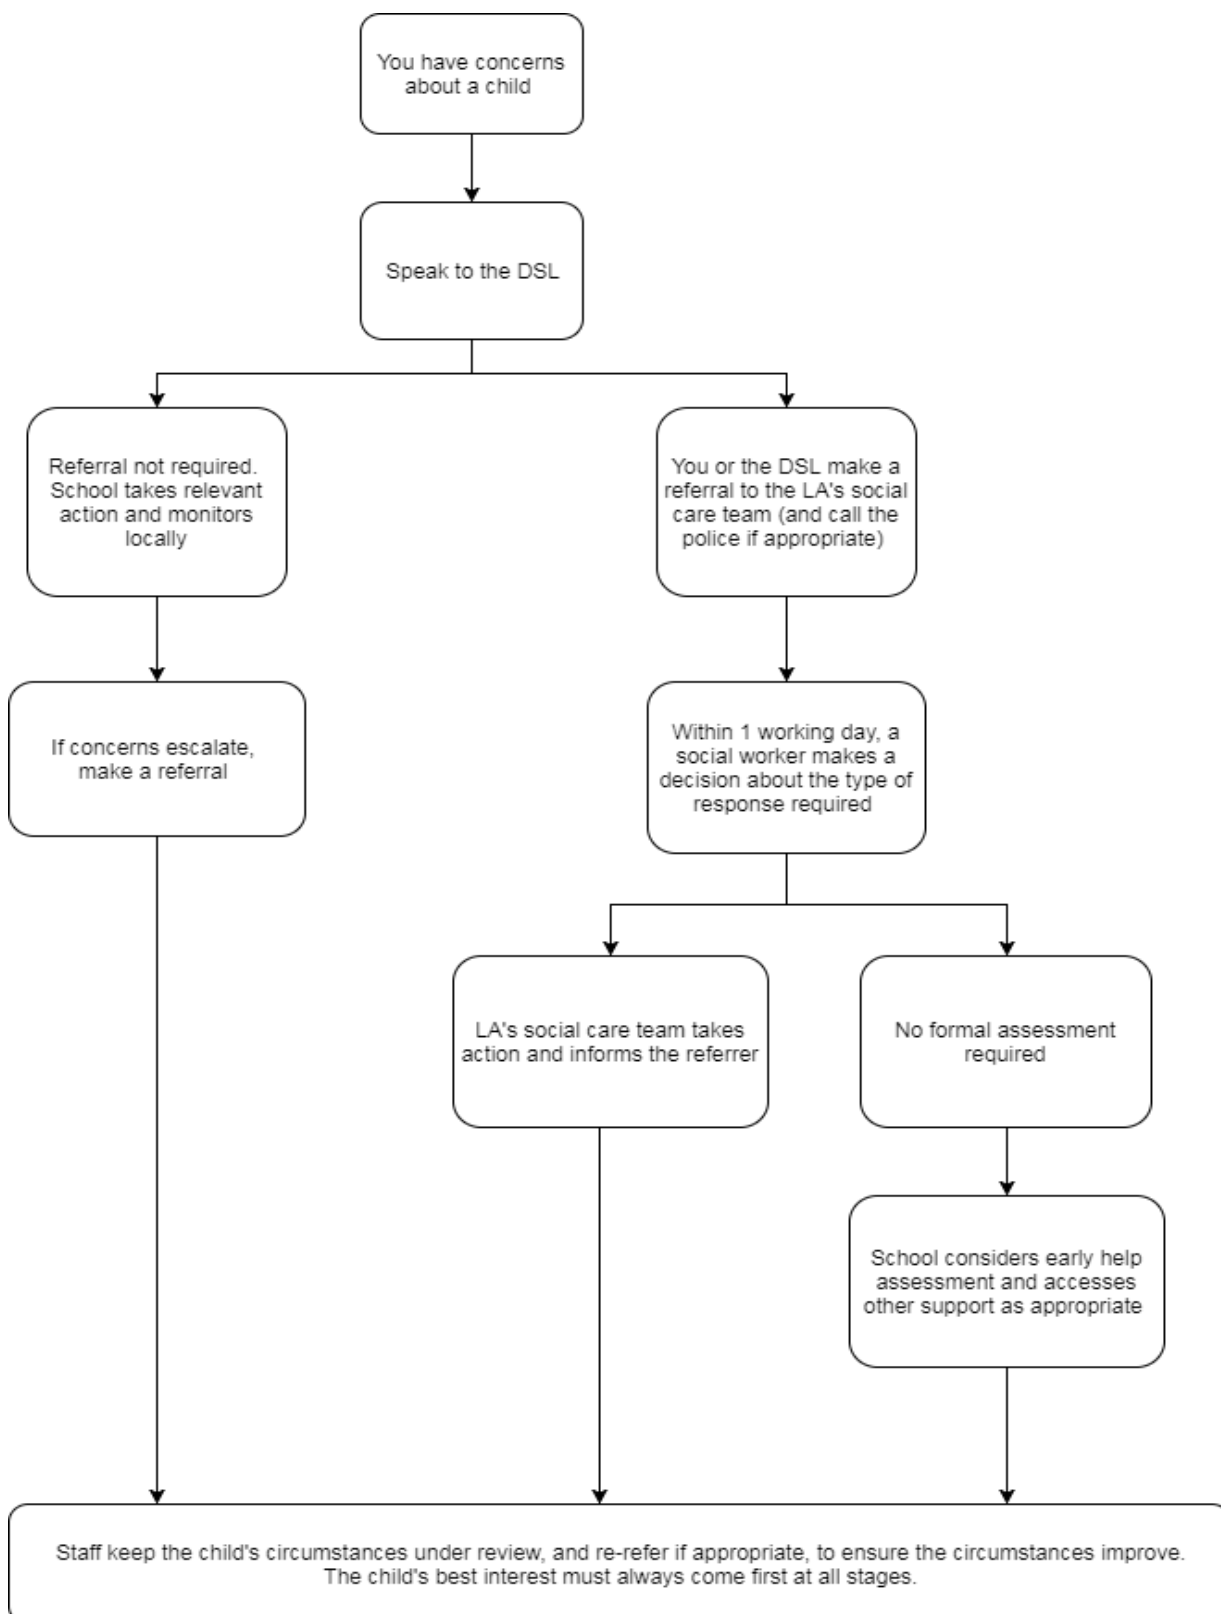 You have concerns
about a child
Speak to the DSL
Referral not required.
School takes relevant
action and monitors
locally
You or the DSL make a
referral to the LA's social
care team (and call the
police if appropriate)
If concerns escalate,
make a referral
Within 1 working day, a
social worker makes a
decision about the type of
response required
LA's social care team takes
action and informs the referrer
No formal assessment
required
School considers early help
assessment and accesses
other support as appropriate
Staff keep the child's circumstances under review, and re-refer if appropriate, to ensure the circumstances improve.
The child's best interest must always come first at all stages.